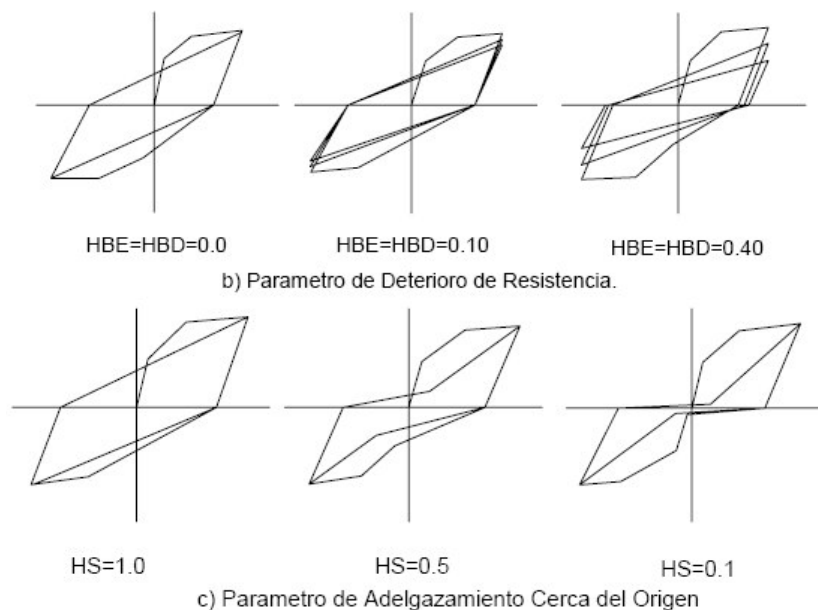 HBE=HBD=0.0 HBE=HBD=0.10 HBE=HBD=0.40
b) Parametro de Deterioro de Resistencia.
HS=1.0 HS=0.5 HS=0.1
c) Parametro de Adelgazamiento Cerca del Origen